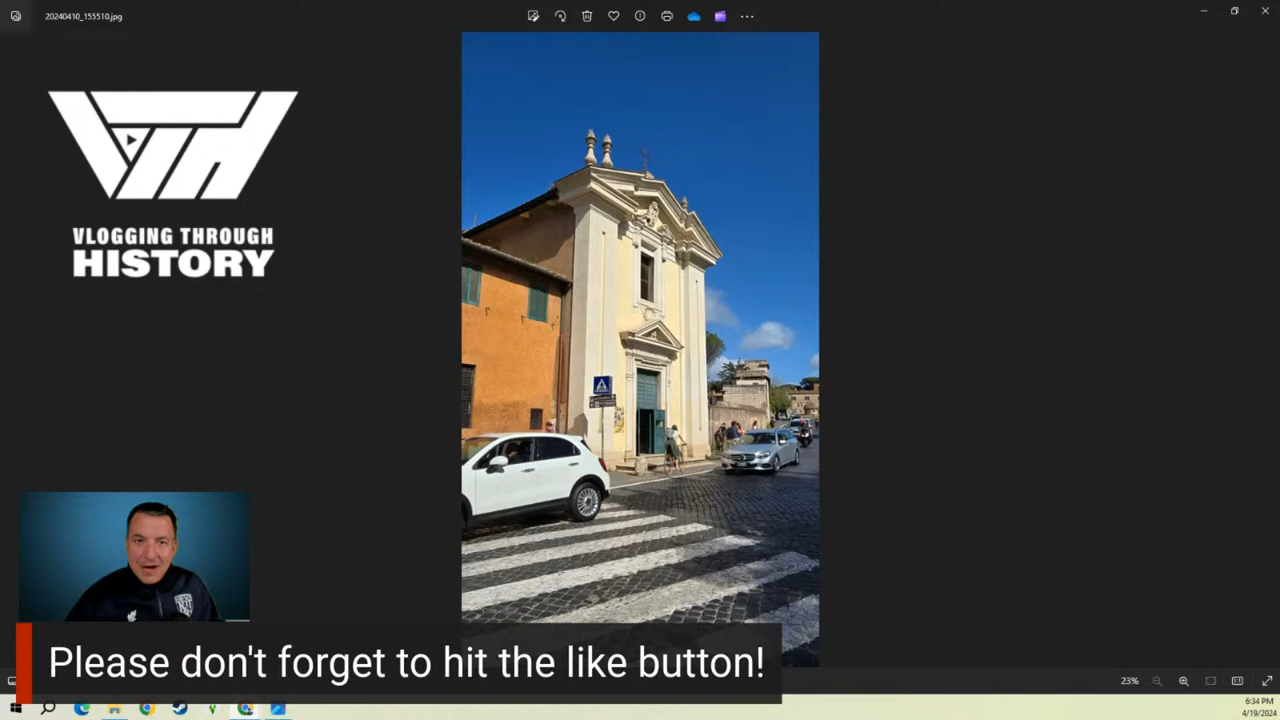 20240410_155510.jpg
VLOGGING THROUGH
HISTORY
Please don't forget to hit the like button!
23%
6:34 PM
4/19/2024